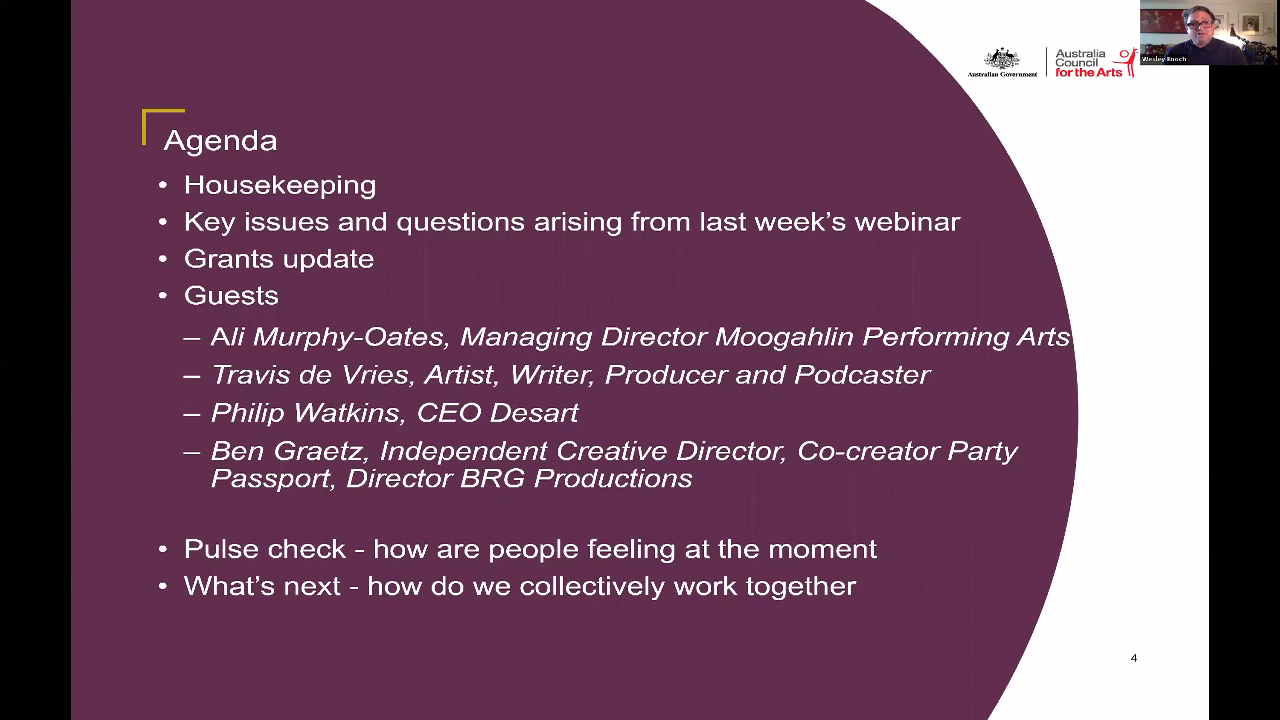 Australian Government
Australia
Council
for the Arts
Wesley Enoch
Agenda
• Housekeeping
• Key issues and questions arising from last week’s webinar
• Grants update
• Guests
– Ali Murphy-Oates, Managing Director Moogahlin Performing Arts
– Travis de Vries, Artist, Writer, Producer and Podcaster
– Philip Watkins, CEO Desart
– Ben Graetz, Independent Creative Director, Co-creator Party
Passport, Director BRG Productions
• Pulse check - how are people feeling at the moment
• What’s next - how do we collectively work together
4